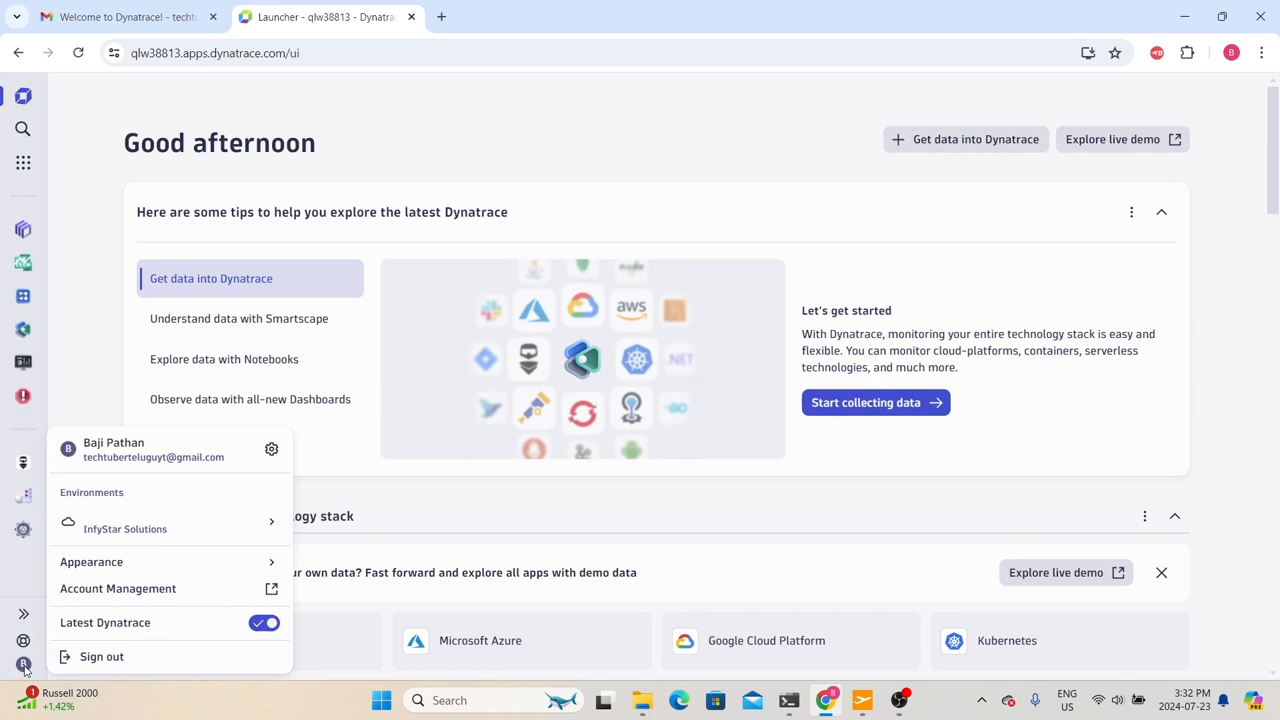 Welcome to Dynatrace! - techtu
Launcher - qlw38813 - Dynatrac
qlw38813.apps.dynatrace.com/ui
B
Good afternoon
Get data into Dynatrace
Explore live demo
Here are some tips to help you explore the latest Dynatrace
Get data into Dynatrace
Understand data with Smartscape
Explore data with Notebooks
Observe data with all-new Dashboards
node
aws
.NET
Let's get started
With Dynatrace, monitoring your entire technology stack is easy and
flexible. You can monitor cloud-platforms, containers, serverless
technologies, and much more.
Start collecting data
B
Baji Pathan
techtuberteluguyt@gmail.com
Environments
InfyStar Solutions
Appearance
Account Management
Latest Dynatrace
Sign out
B
ogy stack
ur own data? Fast forward and explore all apps with demo data
Explore live demo
Microsoft Azure
Google Cloud Platform
Kubernetes
1
Russell 2000
+1.42%
Search
B
ENG
US
3:32 PM
2024-07-23
PRE